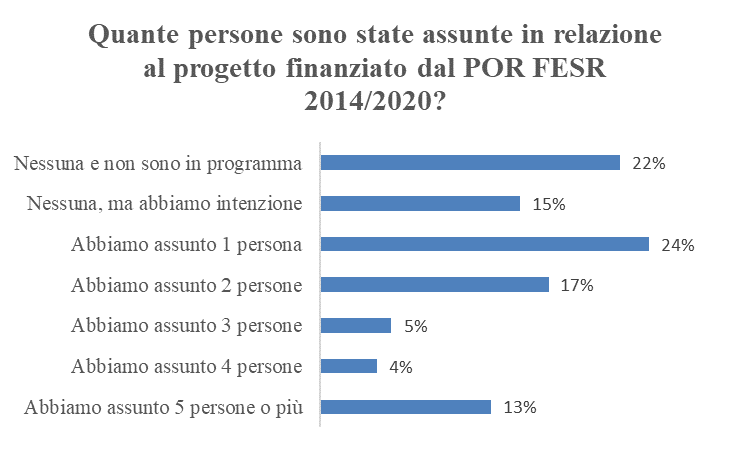 Quante persone sono state assunte in relazione
al progetto finanziato dal POR FESR
2014/2020?
Nessuna e non sono in programma 22%
Nessuna, ma abbiamo intenzione 15%
Abbiamo assunto 1 persona 24%
Abbiamo assunto 2 persone 17%
Abbiamo assunto 3 persone 5%
Abbiamo assunto 4 persone 4%
Abbiamo assunto 5 persone o più 13%